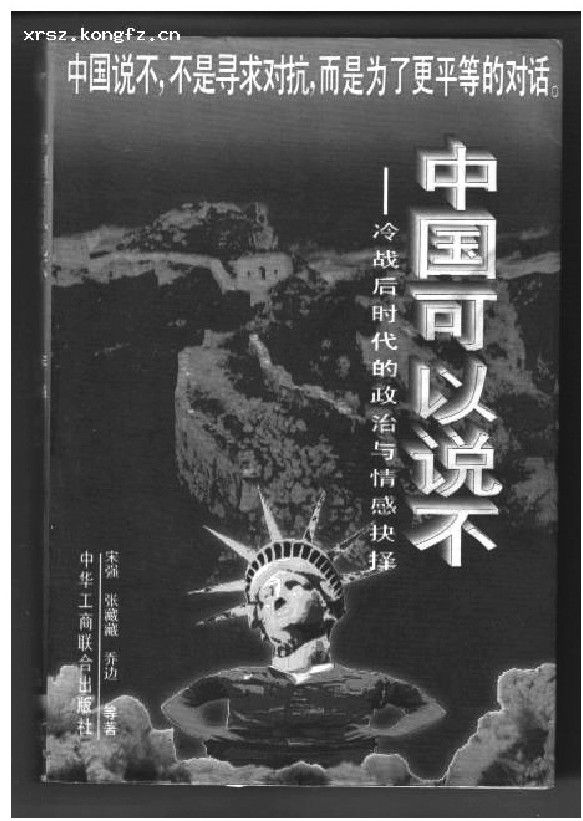 xrsz.kongfz.cn
中国说不,不是寻求对抗,而是为了更平等的对话。
中国可以说不
——冷战后时代的政治与情感抉择
宋强 张藏藏 乔边 等著
中华工商联合出版社